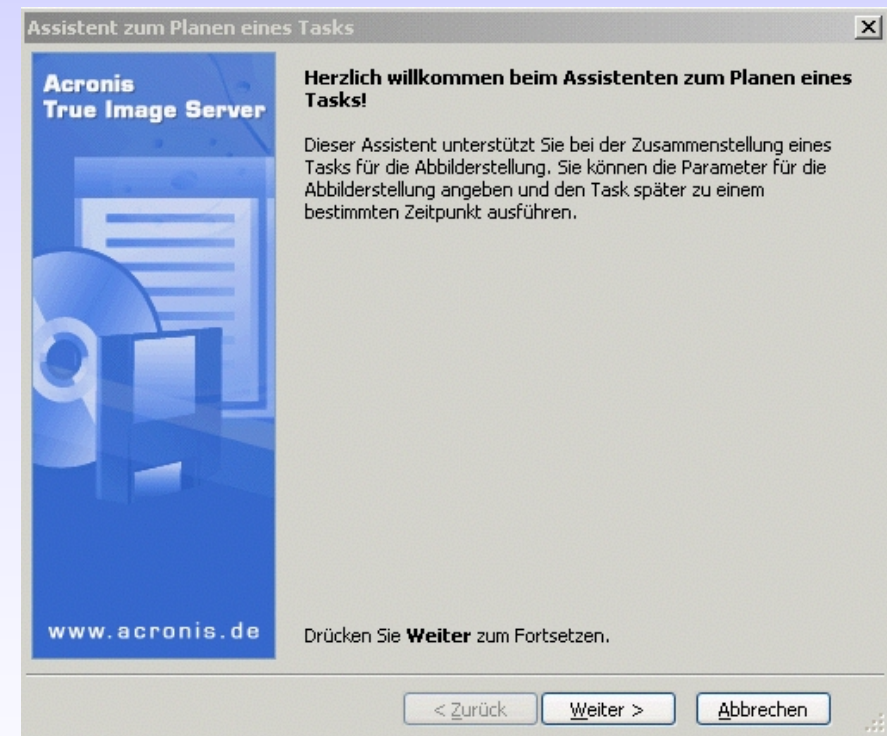 Assistent zum Planen eines Tasks
Acronis
True Image Server
Herzlich willkommen beim Assistenten zum Planen eines
Tasks!
Dieser Assistent unterstützt Sie bei der Zusammenstellung eines
Tasks für die Abbilderstellung. Sie können die Parameter für die
Abbilderstellung angeben und den Task später zu einem
bestimmten Zeitpunkt ausführen.
www.acronis.de
Drücken Sie Weiter zum Fortsetzen.
< Zurück Weiter > Abbrechen